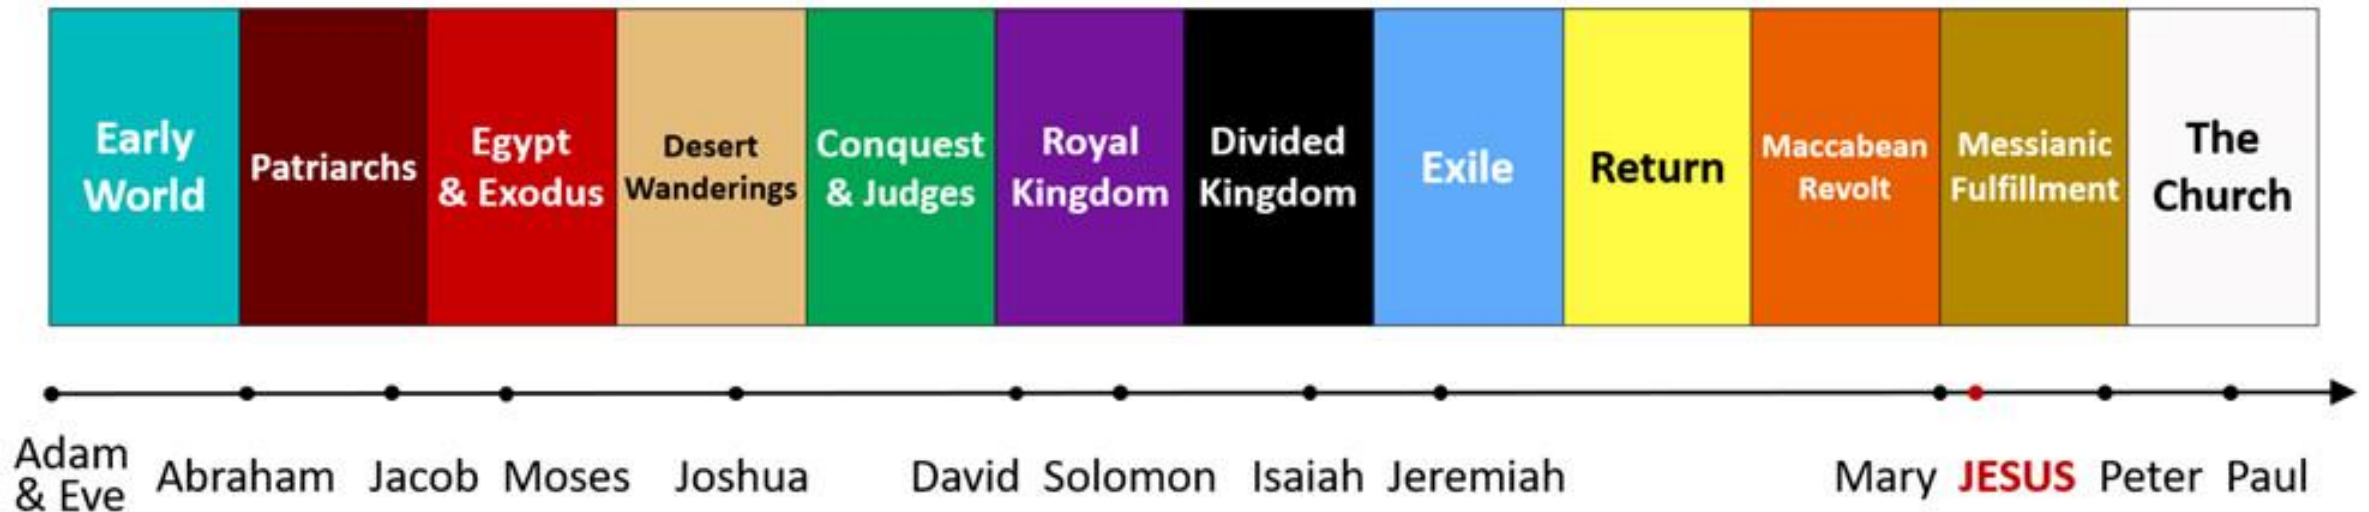 Early
World
Patriarchs
Egypt
& Exodus
Desert
Wanderings
Conquest
& Judges
Royal
Kingdom
Divided
Kingdom
Exile
Return
Maccabean
Revolt
Messianic
Fulfillment
The
Church
Adam
& Eve
Abraham
Jacob
Moses
Joshua
David
Solomon
Isaiah
Jeremiah
Mary
JESUS
Peter
Paul